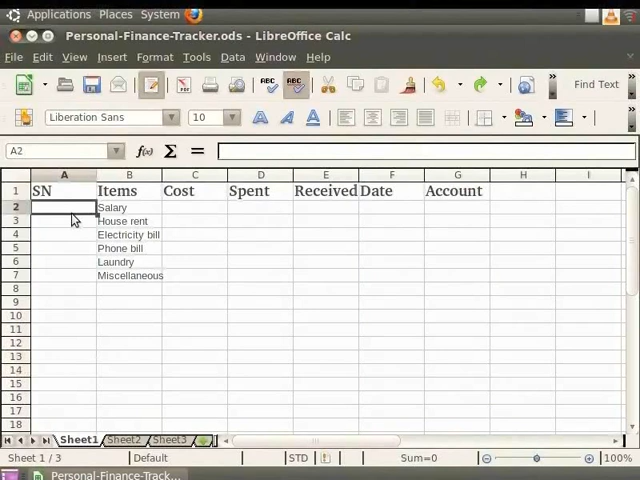 Applications Places System
Personal-Finance-Tracker.ods - LibreOffice Calc
File Edit View Insert Format Tools Data Window Help
ABC ABC Find Text
Liberation Sans 10
A2 f(x) Σ =
A B C D E F G H I
1 SN Items Cost Spent Received Date Account
2 Salary
3 House rent
4 Electricity bill
5 Phone bill
6 Laundry
7 Miscellaneous
8
9
10
11
12
13
14
15
16
17
18
Sheet1 Sheet2 Sheet3
Sheet 1 / 3 Default STD Sum=0 100%
Personal-Finance-Track...